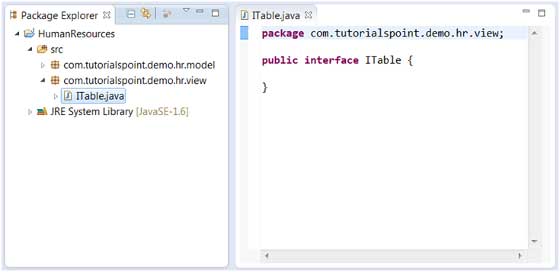 Package Explorer
HumanResources
src
com.tutorialspoint.demo.hr.model
com.tutorialspoint.demo.hr.view
ITable.java
JRE System Library [JavaSE-1.6]
ITable.java
package com.tutorialspoint.demo.hr.view;
public interface ITable {
}